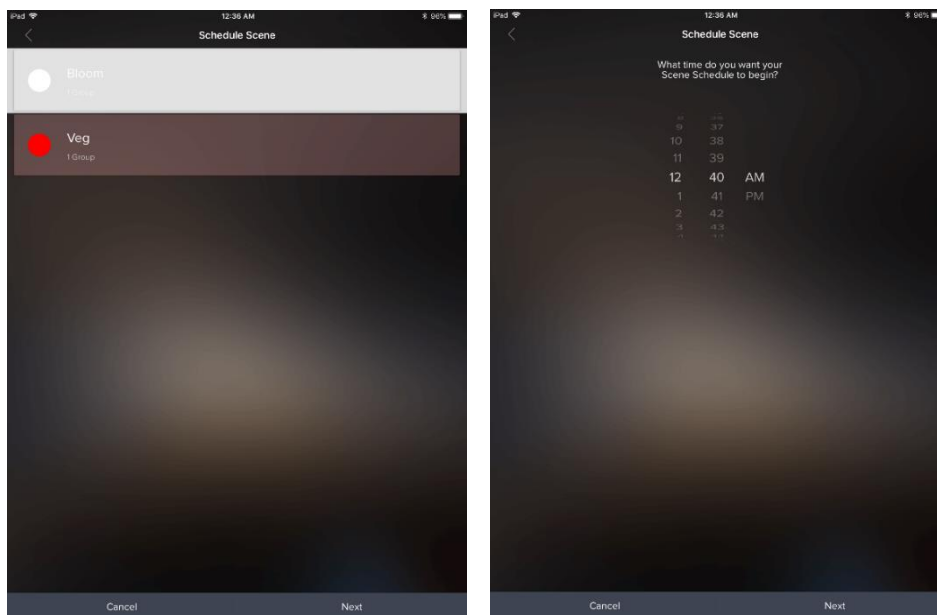 iPad 12:36 AM 96%
Schedule Scene
Bloom
Veg
1 Group
Cancel Next
iPad 12:36 AM 96%
Schedule Scene
What time do you want your
Scene Schedule to begin?
9 37
10 38
11 39
12 40 AM
1 41 PM
2 42
3 43
Cancel Next